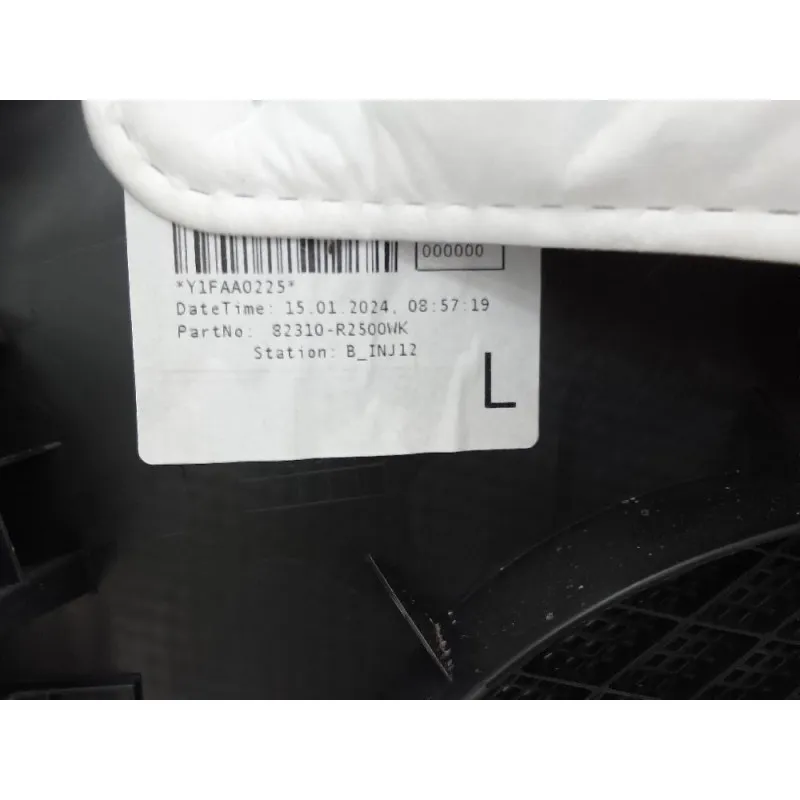 000000
*Y1FAA0225*
DateTime: 15.01.2024, 08:57:19
PartNo: 82310-R2500WK
Station: B_INJ12
L